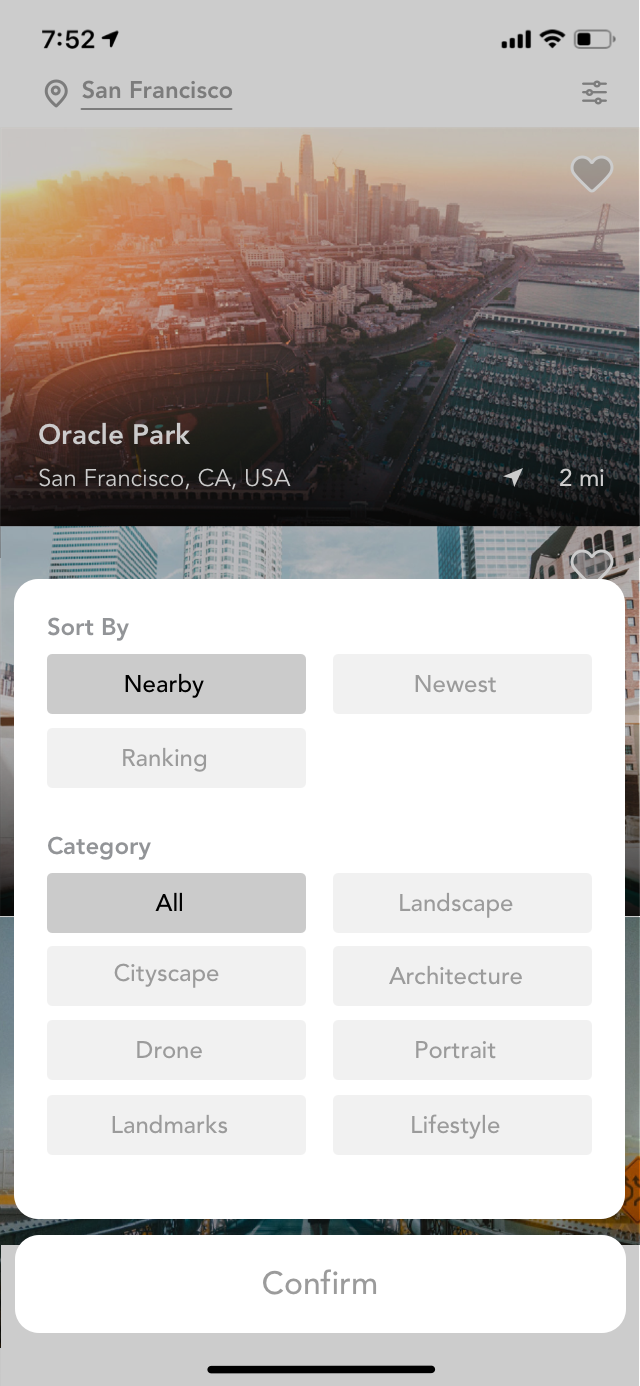 7:52
San Francisco
Oracle Park
San Francisco, CA, USA
2 mi
Sort By
Nearby
Newest
Ranking
Category
All
Landscape
Cityscape
Architecture
Drone
Portrait
Landmarks
Lifestyle
Confirm